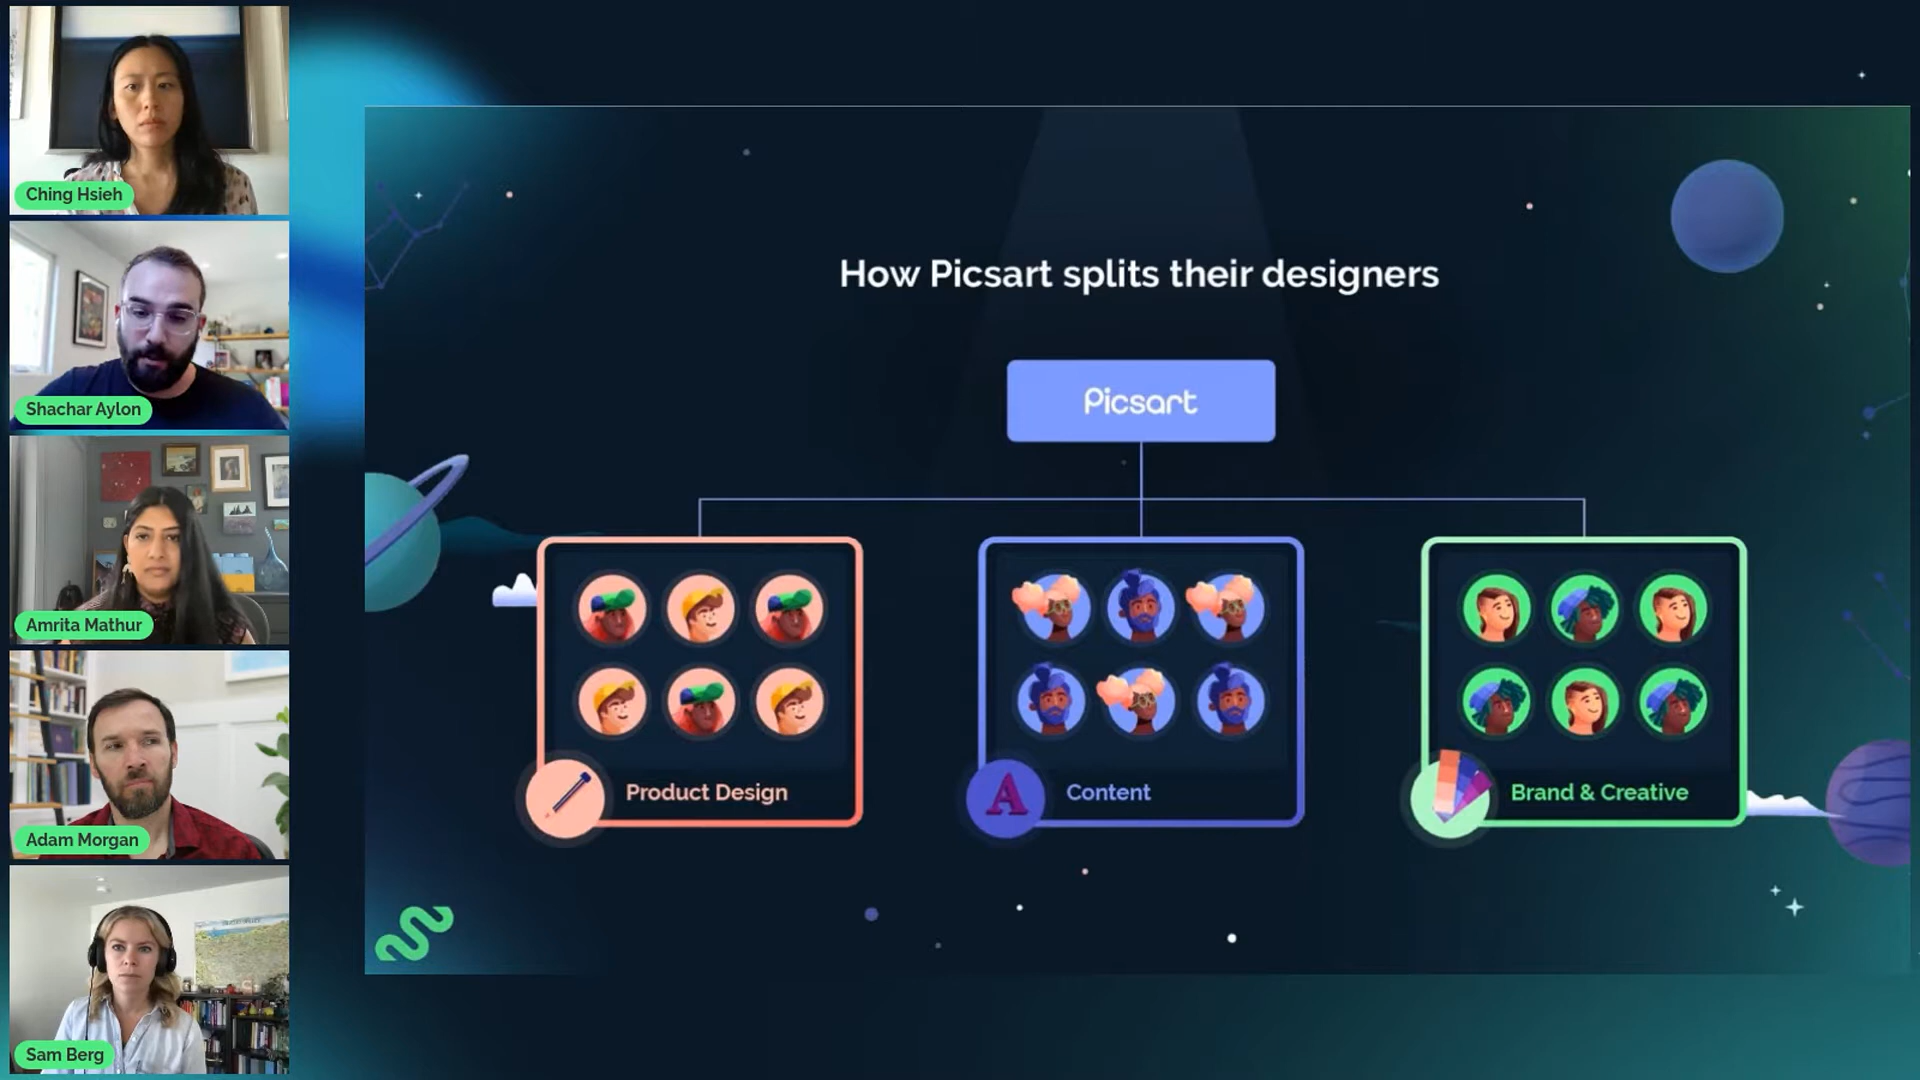 Ching Hsieh
Shachar Aylon
Amrita Mathur
Adam Morgan
Sam Berg
How Picsart splits their designers
Picsart
Product Design
A
Content
Brand & Creative